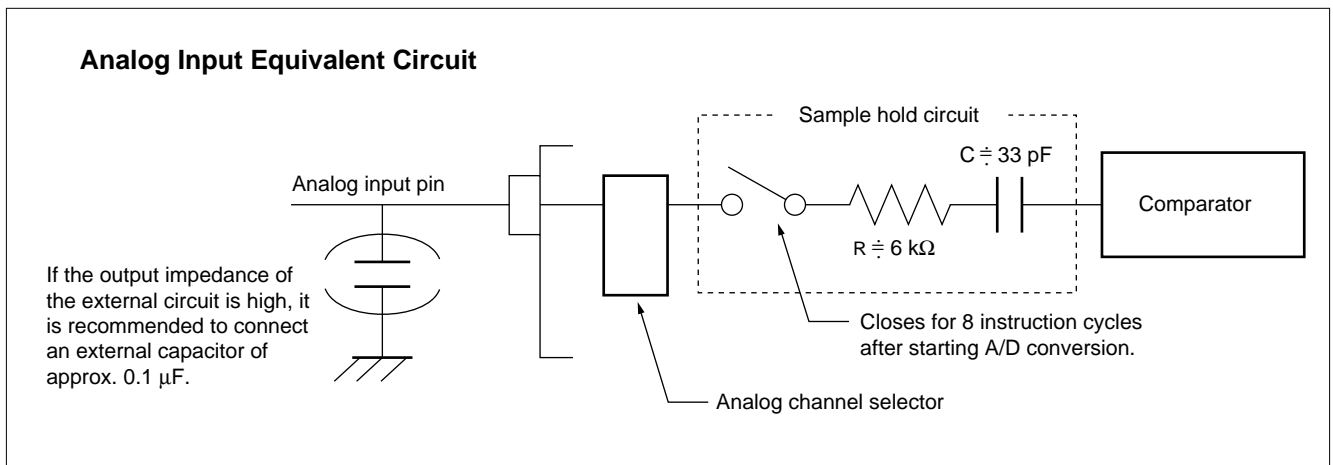 Analog Input Equivalent Circuit
Sample hold circuit
C ≑ 33 pF
Analog input pin
Comparator
R ≑ 6 kΩ
If the output impedance of
the external circuit is high, it
is recommended to connect
an external capacitor of
approx. 0.1 μF.
Closes for 8 instruction cycles
after starting A/D conversion.
Analog channel selector